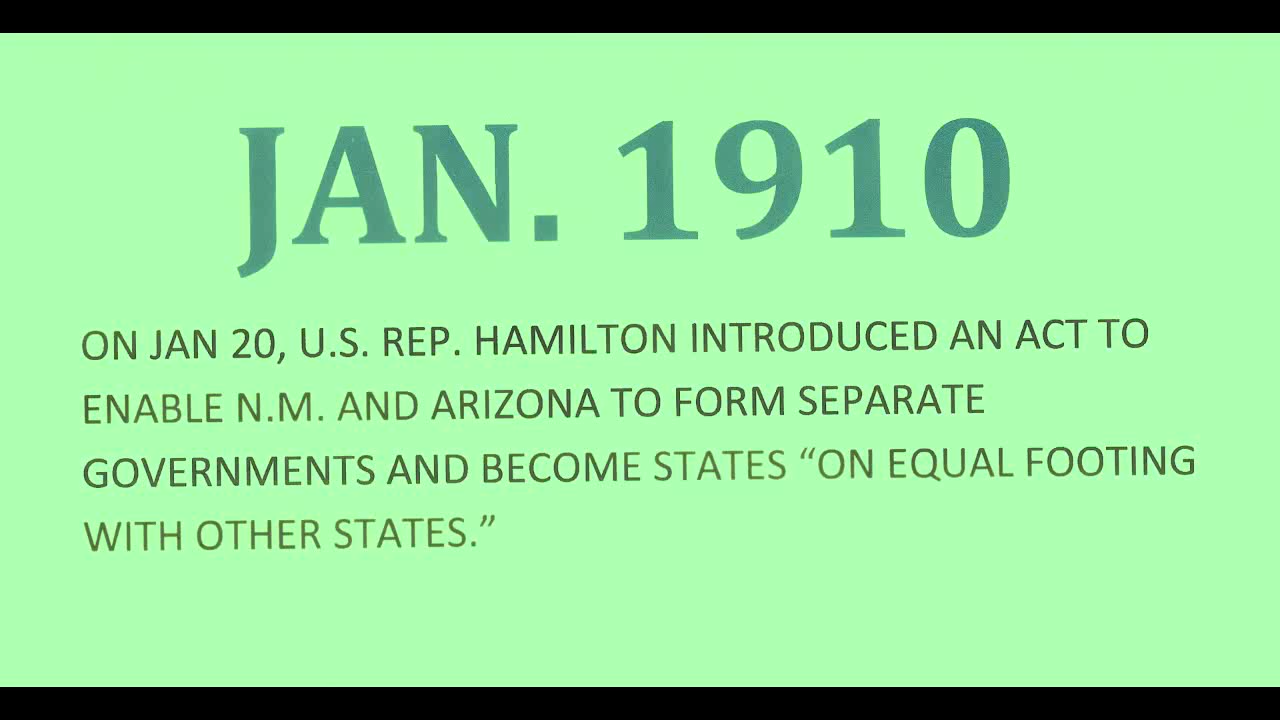 JAN. 1910
ON JAN 20, U.S. REP. HAMILTON INTRODUCED AN ACT TO
ENABLE N.M. AND ARIZONA TO FORM SEPARATE
GOVERNMENTS AND BECOME STATES “ON EQUAL FOOTING
WITH OTHER STATES.”